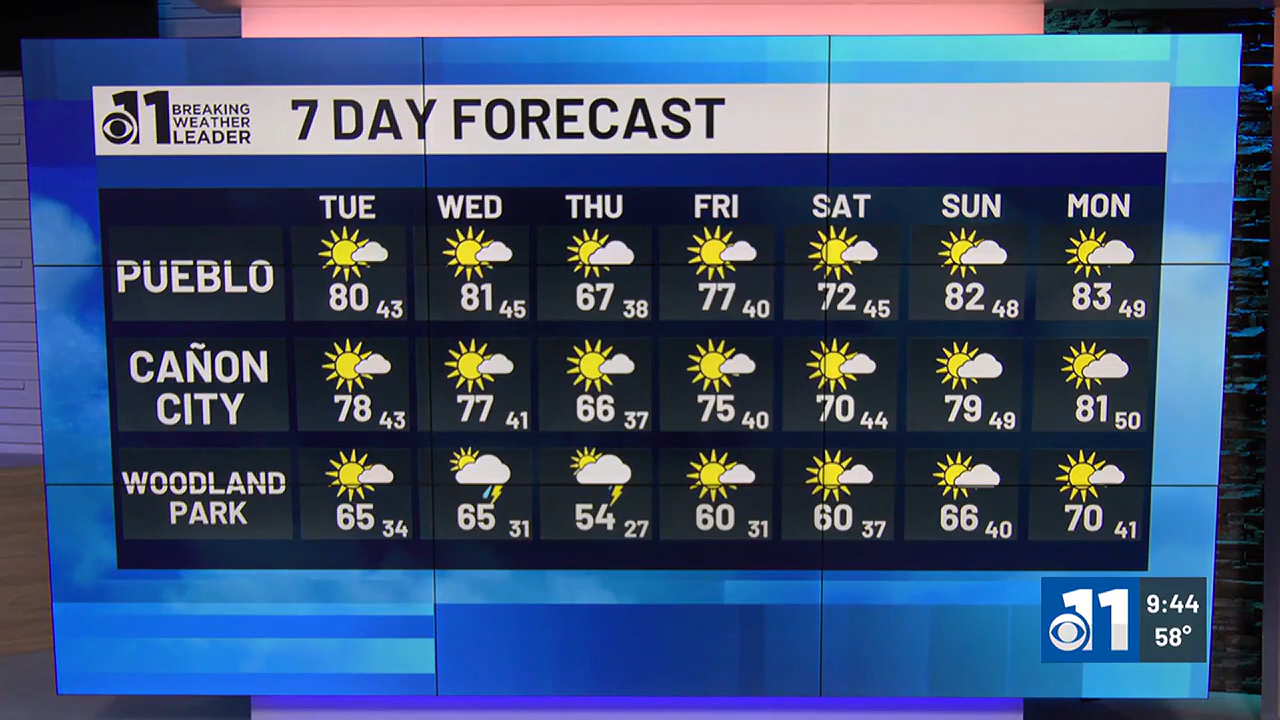 11 BREAKING WEATHER LEADER
7 DAY FORECAST
TUE WED THU FRI SAT SUN MON
PUEBLO
80 43 81 45 67 38 77 40 72 45 82 48 83 49
CAÑON
CITY
78 43 77 41 66 37 75 40 70 44 79 49 81 50
WOODLAND
PARK
65 34 65 31 54 27 60 31 60 37 66 40 70 41
11 9:44
58°